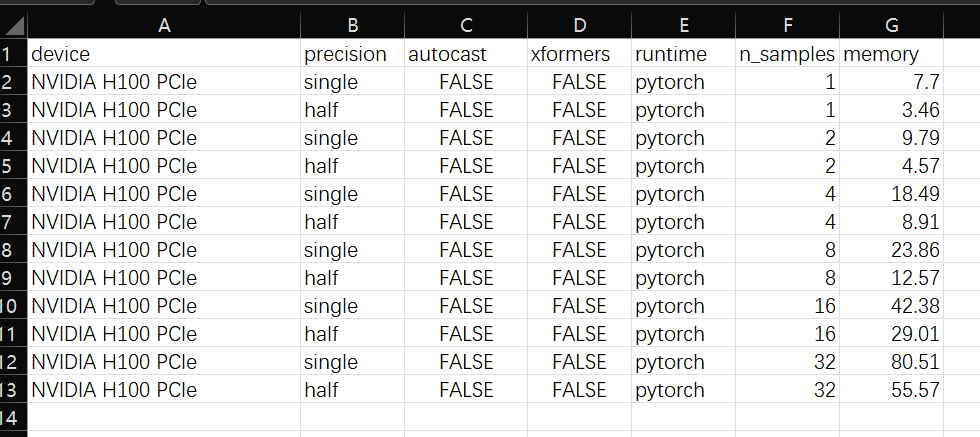 A B C D E F G
1 device precision autocast xformers runtime n_samples memory
2 NVIDIA H100 PCIe single FALSE FALSE pytorch 1 7.7
3 NVIDIA H100 PCIe half FALSE FALSE pytorch 1 3.46
4 NVIDIA H100 PCIe single FALSE FALSE pytorch 2 9.79
5 NVIDIA H100 PCIe half FALSE FALSE pytorch 2 4.57
6 NVIDIA H100 PCIe single FALSE FALSE pytorch 4 18.49
7 NVIDIA H100 PCIe half FALSE FALSE pytorch 4 8.91
8 NVIDIA H100 PCIe single FALSE FALSE pytorch 8 23.86
9 NVIDIA H100 PCIe half FALSE FALSE pytorch 8 12.57
10 NVIDIA H100 PCIe single FALSE FALSE pytorch 16 42.38
11 NVIDIA H100 PCIe half FALSE FALSE pytorch 16 29.01
12 NVIDIA H100 PCIe single FALSE FALSE pytorch 32 80.51
13 NVIDIA H100 PCIe half FALSE FALSE pytorch 32 55.57
14